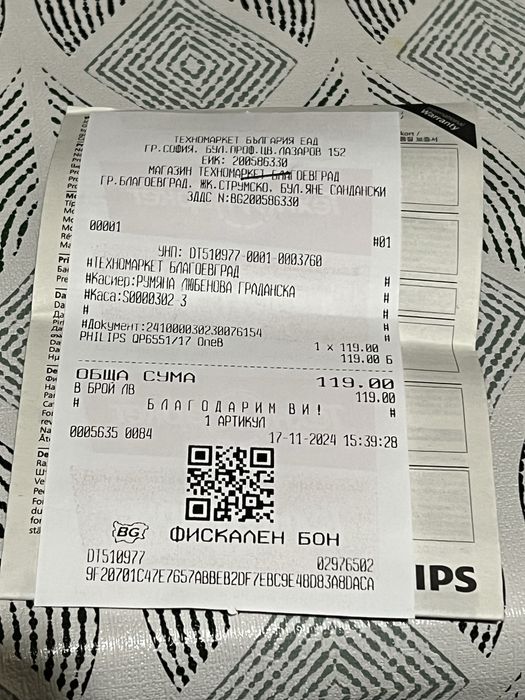 Warranty
ТЕХНОМАРКЕТ БЪЛГАРИЯ ЕАД
ГР.СОФИЯ, БУЛ.ПРОФ.ЦВ.ЛАЗАРОВ 152
ЕИК: 200586330
МАГАЗИН ТЕХНОМАРКЕТ БЛАГОЕВГРАД
ГР.БЛАГОЕВГРАД, ЖК.СТРУМСКО, БУЛ.ЯНЕ САНДАНСКИ
ЗДДС N:BG200586330
00001 #01
УНП: DT510977-0001-0003760
#ТЕХНОМАРКЕТ БЛАГОЕВГРАД #
#Касиер:РУМЯНА ЛЮБЕНОВА ГРАДАНСКА #
#Каса:S0000302 3 #
# #
#Документ:241000030230076154 #
PHILIPS QP6551/17 OneB 1 x 119.00
119.00 Б
ОБЩА СУМА 119.00
В БРОЙ ЛВ 119.00
# БЛАГОДАРИМ ВИ! #
1 АРТИКУЛ
0005635 0084 17-11-2024 15:39:28
BG ФИСКАЛЕН БОН
DT510977 02976502
9F20701C47E7657ABBEB2DF7EBC9E48D83A8DACA
IPS